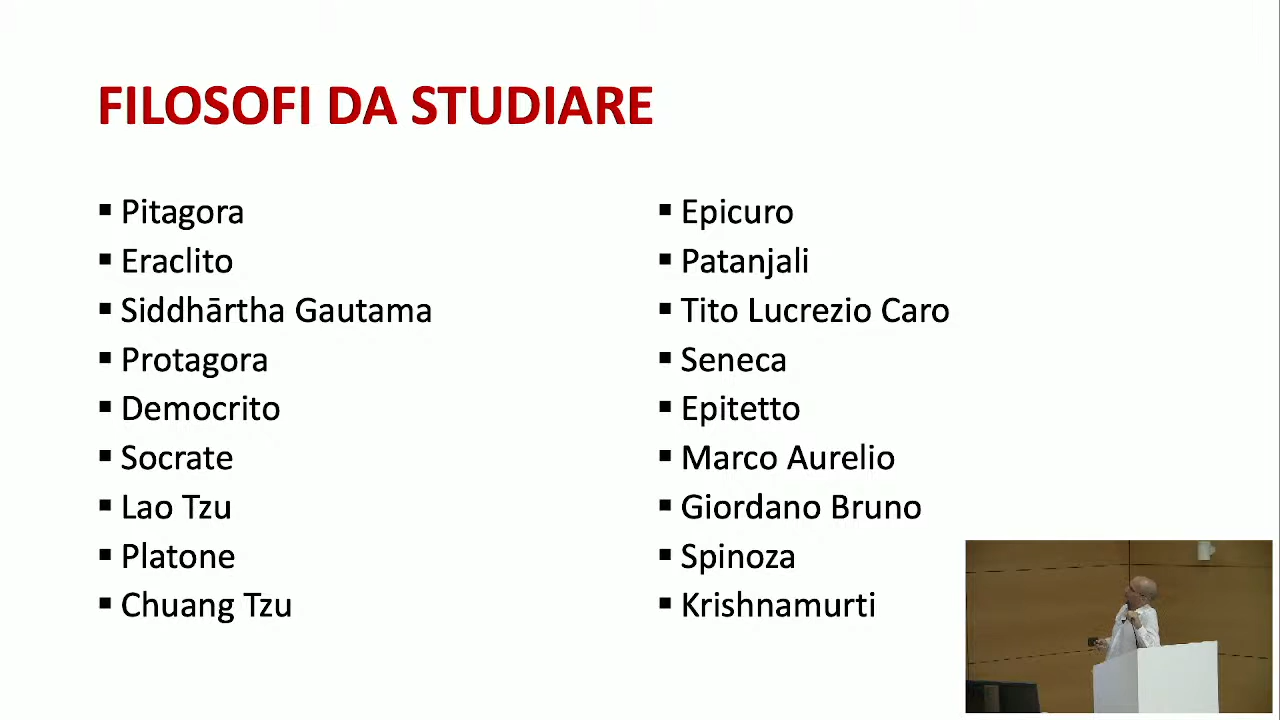 FILOSOFI DA STUDIARE
▪ Pitagora
▪ Eraclito
▪ Siddhārtha Gautama
▪ Protagora
▪ Democrito
▪ Socrate
▪ Lao Tzu
▪ Platone
▪ Chuang Tzu
▪ Epicuro
▪ Patanjali
▪ Tito Lucrezio Caro
▪ Seneca
▪ Epitetto
▪ Marco Aurelio
▪ Giordano Bruno
▪ Spinoza
▪ Krishnamurti